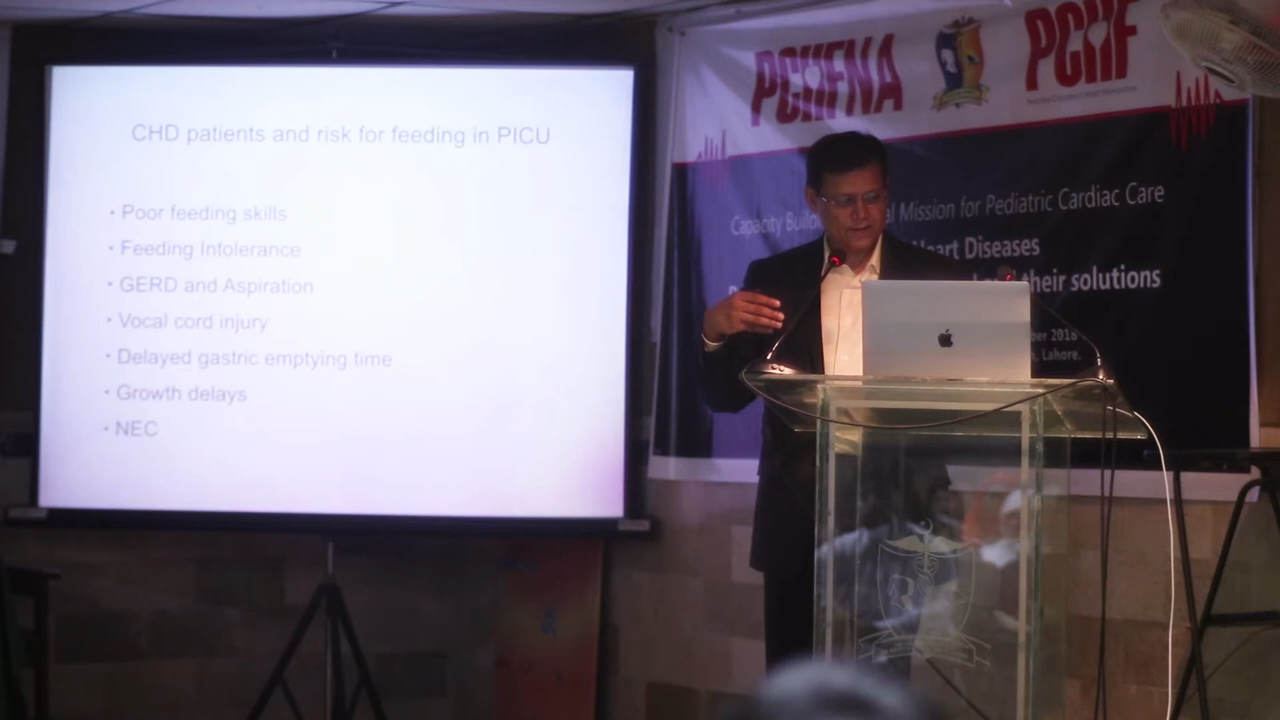 CHD patients and risk for feeding in PICU
• Poor feeding skills
• Feeding Intolerance
• GERD and Aspiration
• Vocal cord injury
• Delayed gastric emptying time
• Growth delays
• NEC
PCHFNA
PCHF
Capacity Mission for Pediatric Cardiac Care
Heart Diseases
their solutions
2018
Lahore.